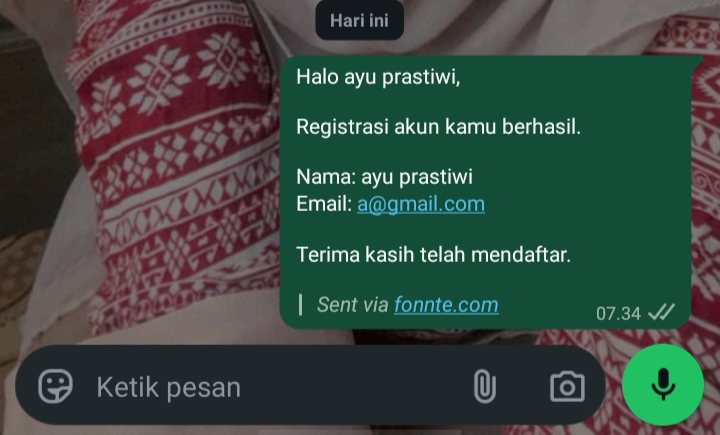 Hari ini
Halo ayu prastiwi,
Registrasi akun kamu berhasil.
Nama: ayu prastiwi
Email: a@gmail.com
Terima kasih telah mendaftar.
Sent via fonnte.com
07.34
Ketik pesan